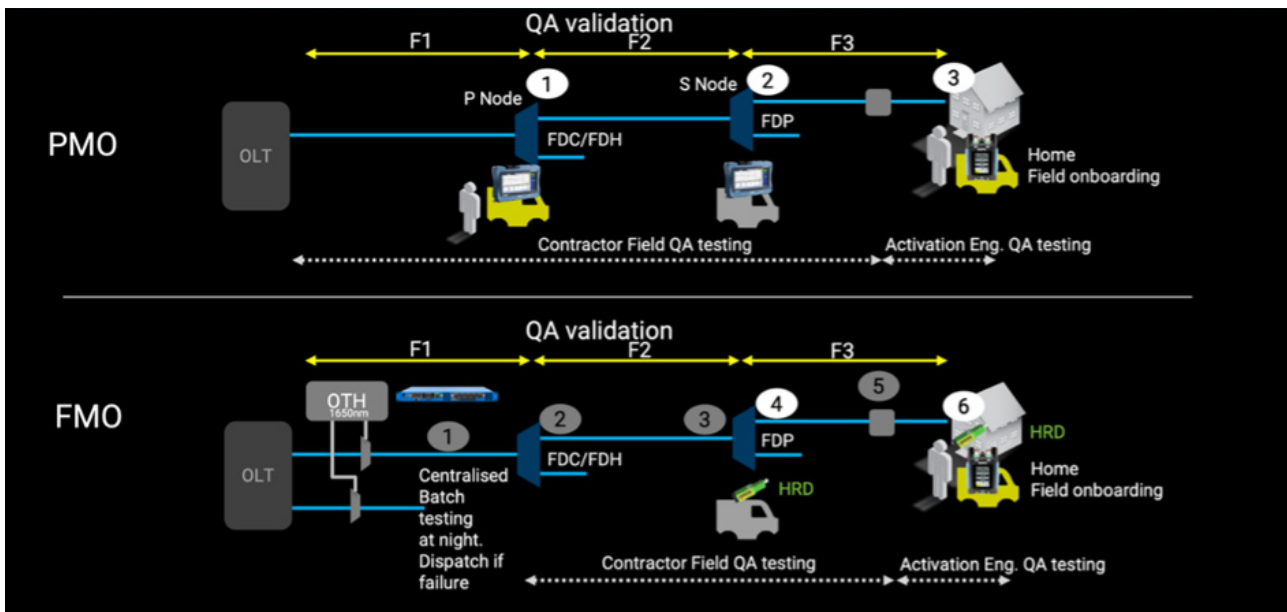 QA validation
F1
F2
F3
1
2
3
P Node
S Node
PMO
OLT
FDC/FDH
FDP
Home
Field onboarding
Contractor Field QA testing
Activation Eng. QA testing
QA validation
F1
F2
F3
FMO
OTH
1650nm
OLT
1
2
3
4
5
6
FDC/FDH
FDP
HRD
Centralised
Batch
testing
at night.
Dispatch if
failure
HRD
Home
Field onboarding
Contractor Field QA testing
Activation Eng. QA testing